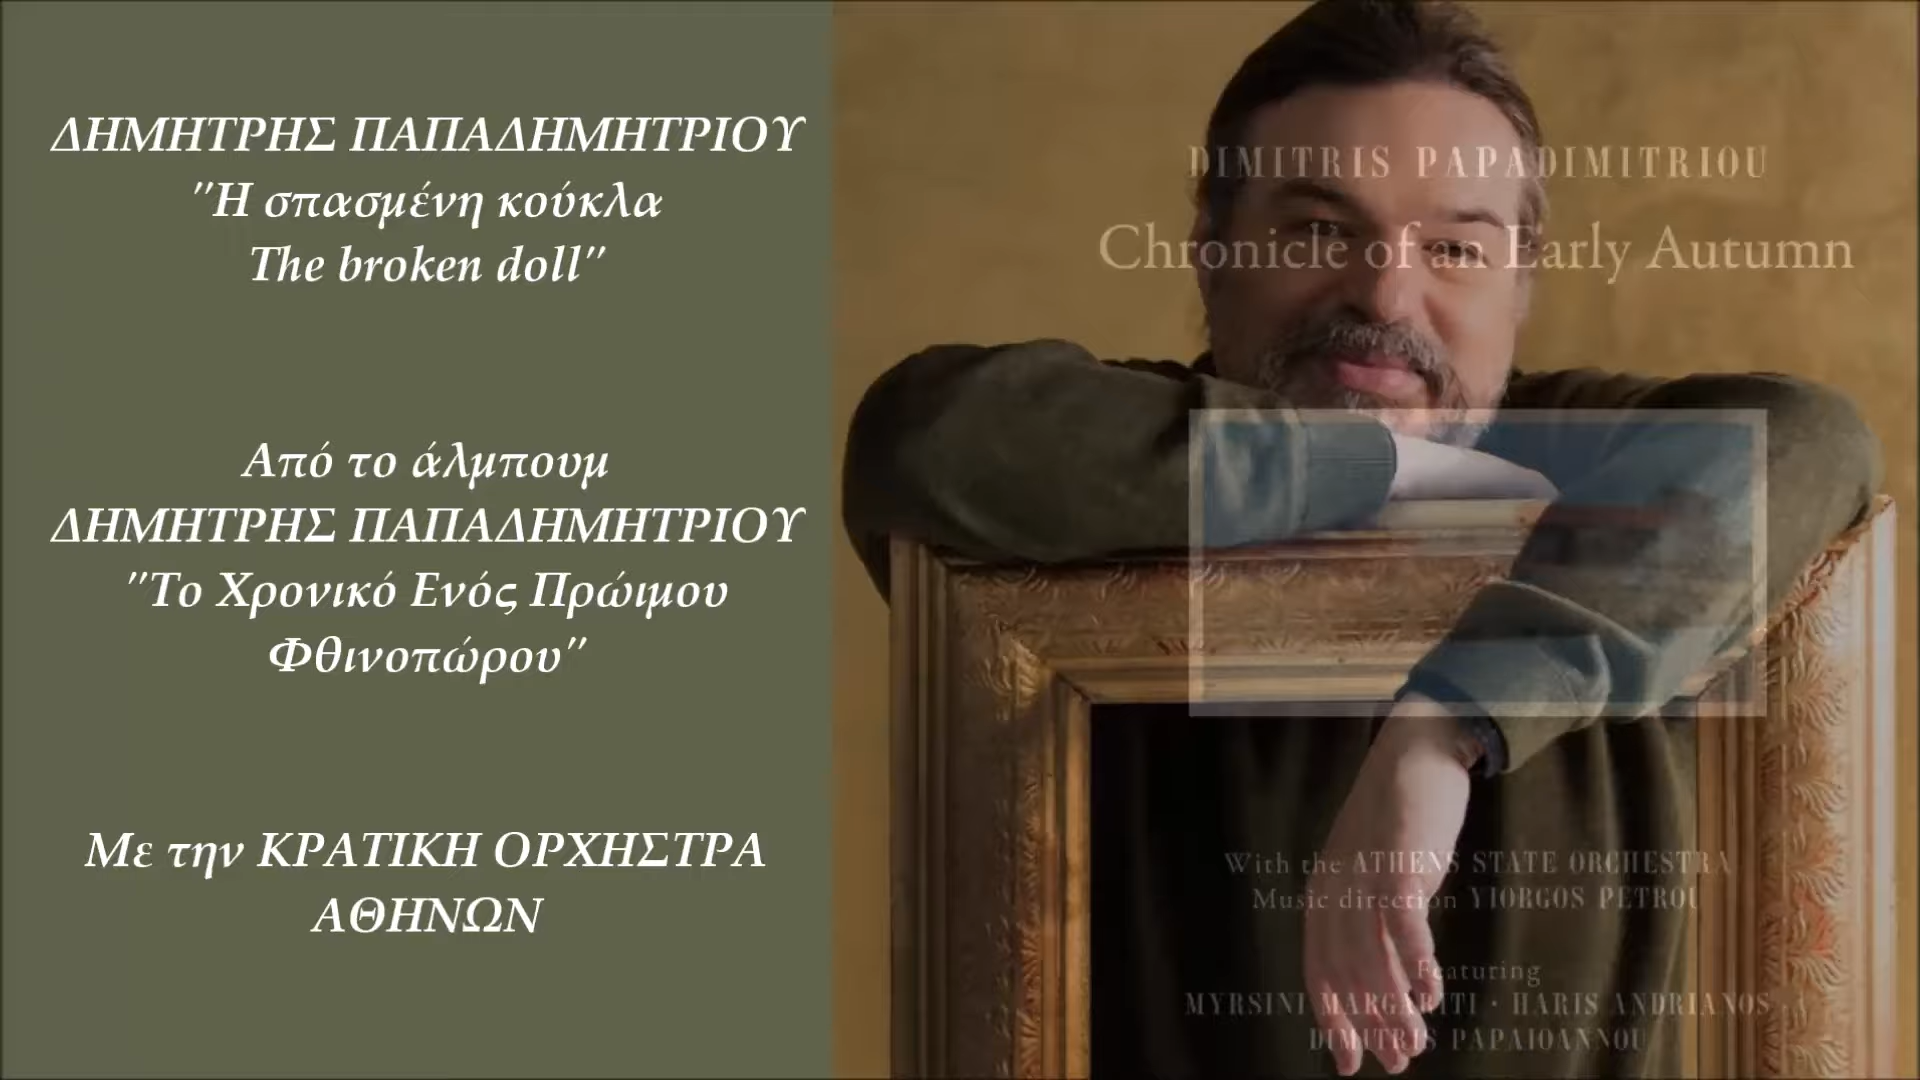 ΔΗΜΗΤΡΗΣ ΠΑΠΑΔΗΜΗΤΡΙΟΥ
"Η σπασμένη κούκλα
The broken doll"
Από το άλμπουμ
ΔΗΜΗΤΡΗΣ ΠΑΠΑΔΗΜΗΤΡΙΟΥ
"Το Χρονικό Ενός Πρώιμου
Φθινοπώρου"
Με την ΚΡΑΤΙΚΗ ΟΡΧΗΣΤΡΑ
ΑΘΗΝΩΝ
DIMITRIS PAPADIMITRIOU
Chronicle of an Early Autumn
With the ATHENS STATE ORCHESTRA
Music direction YIORGOS PETROU
Featuring
MYRSINI MARGARITI · HARIS ANDRIANOS
DIMITRIS PAPAIOANNOU